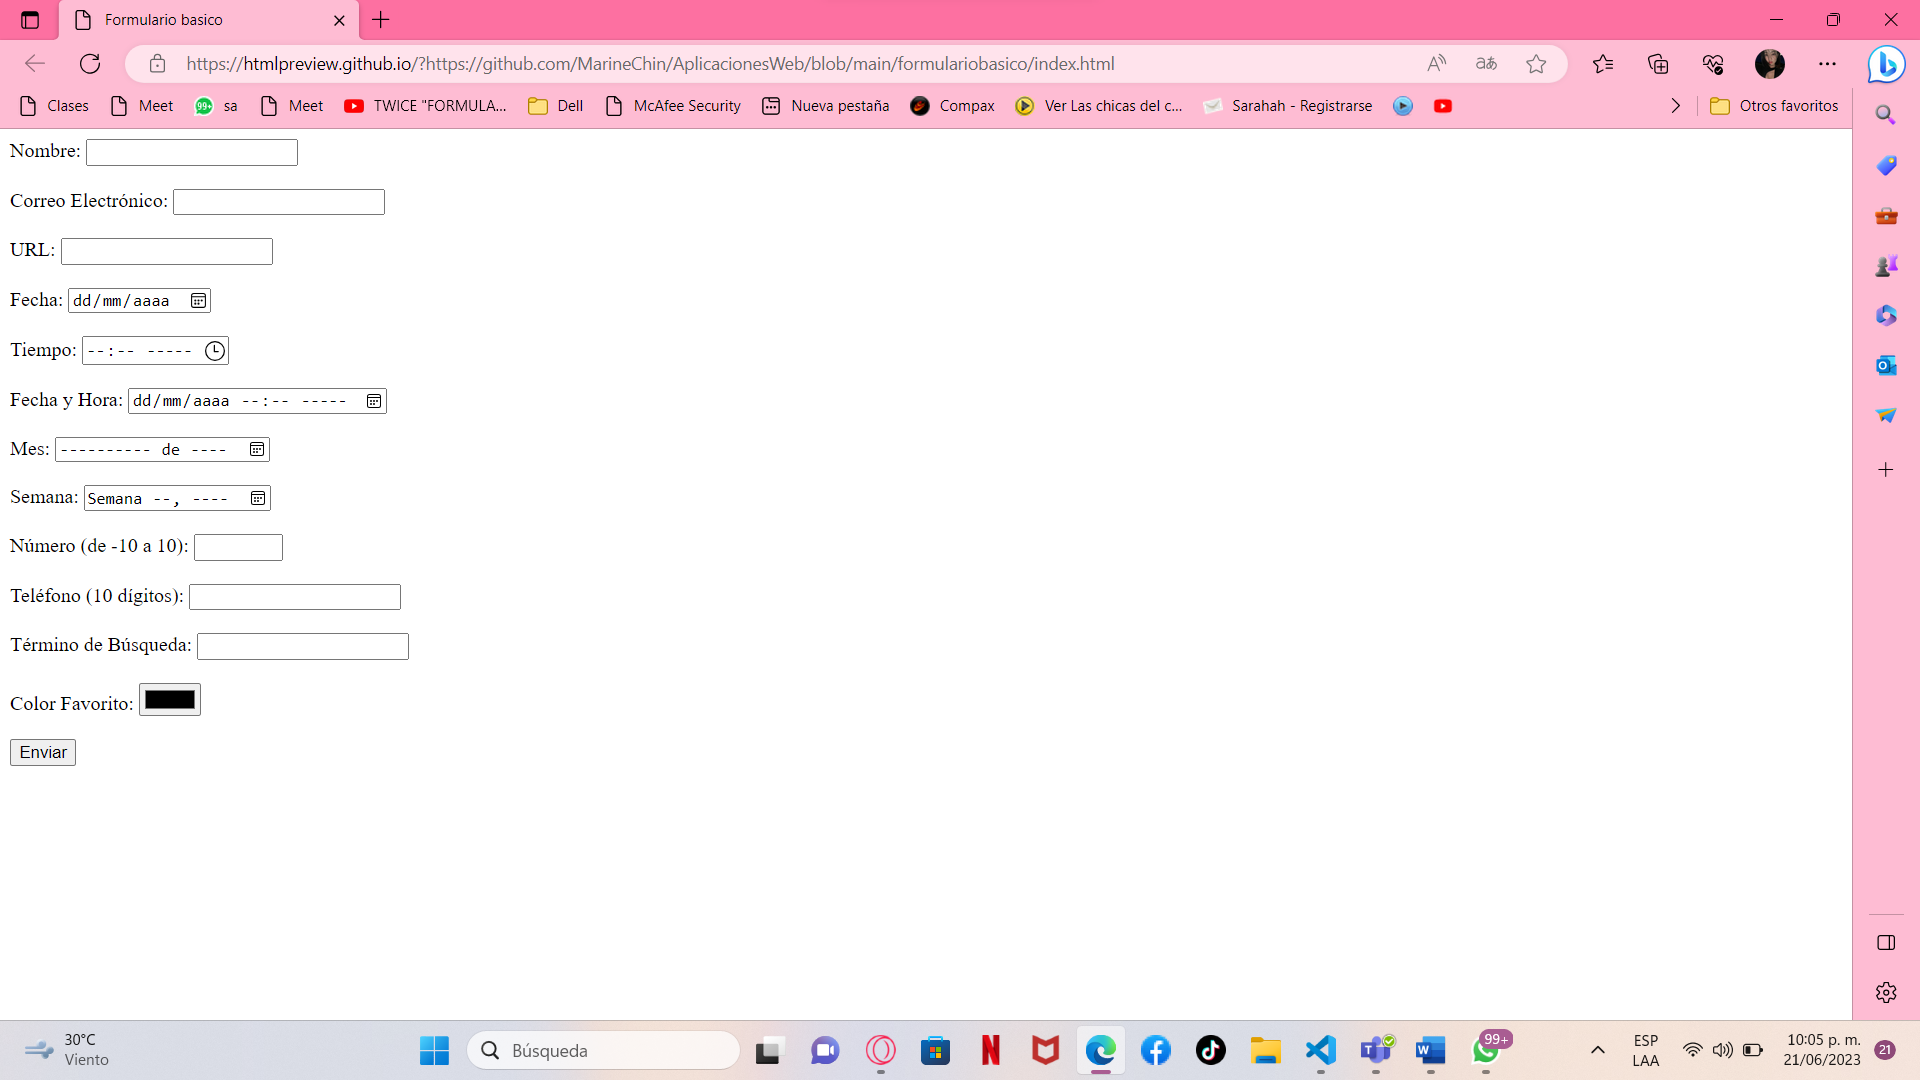 Formulario basico
https://htmlpreview.github.io/?https://github.com/MarineChin/AplicacionesWeb/blob/main/formulariobasico/index.html
Clases Meet 99+ sa Meet TWICE "FORMULA... Dell McAfee Security Nueva pestaña Compax Ver Las chicas del c... Sarahah - Registrarse Otros favoritos
Nombre:
Correo Electrónico:
URL:
Fecha: dd/mm/aaaa
Tiempo: --:-- -----
Fecha y Hora: dd/mm/aaaa --:-- -----
Mes: ---------- de ----
Semana: Semana --, ----
Número (de -10 a 10):
Teléfono (10 dígitos):
Término de Búsqueda:
Color Favorito:
Enviar
30°C
Viento
Búsqueda
99+
ESP
LAA
10:05 p. m.
21/06/2023
21